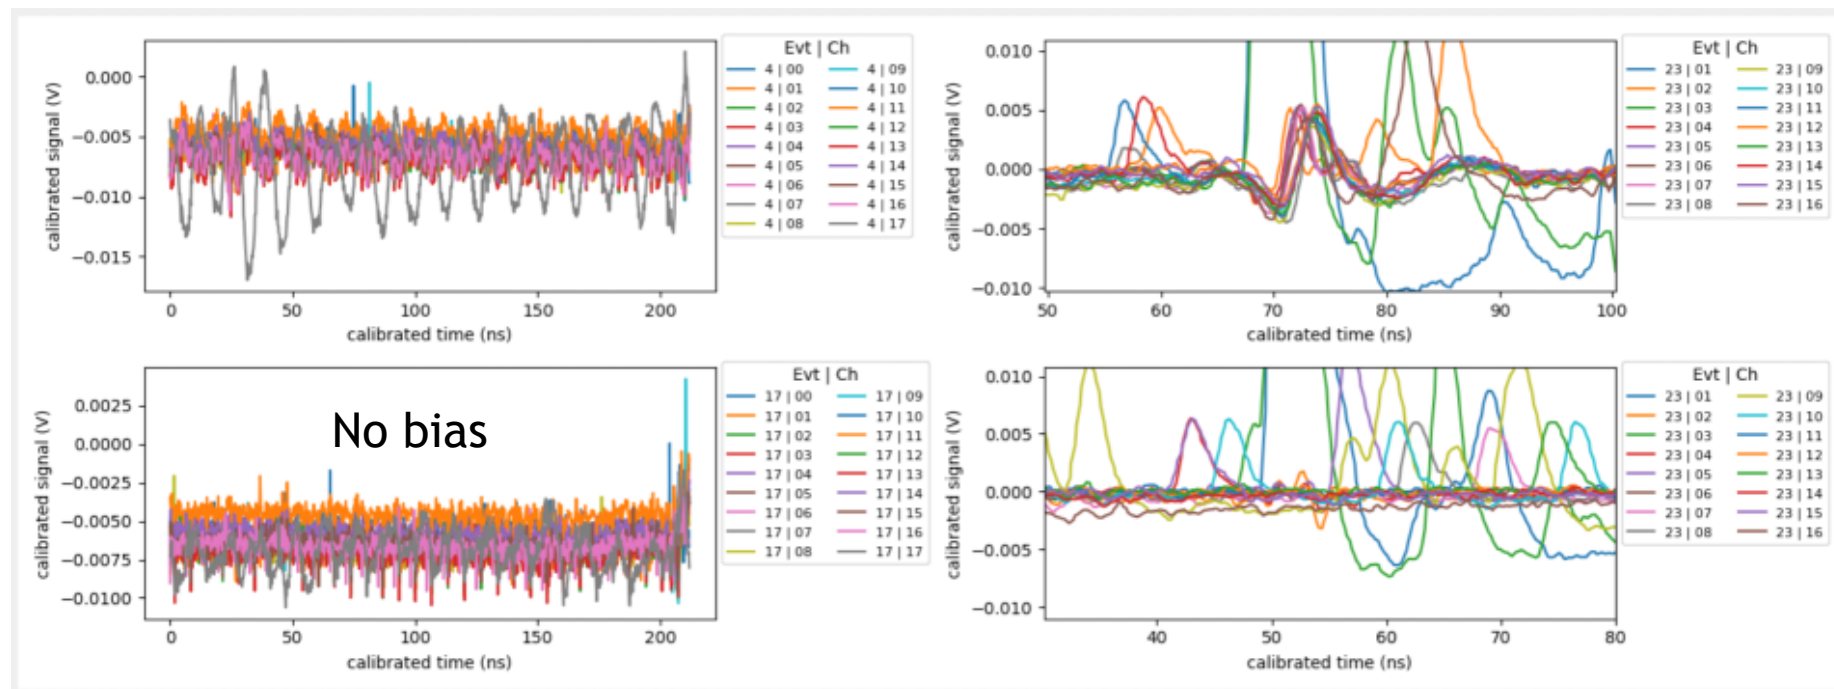 Evt | Ch
4 | 00 4 | 09
4 | 01 4 | 10
4 | 02 4 | 11
4 | 03 4 | 12
4 | 04 4 | 13
4 | 05 4 | 14
4 | 06 4 | 15
4 | 07 4 | 16
4 | 08 4 | 17
0.000
−0.005
−0.010
−0.015
calibrated signal (V)
0 50 100 150 200
calibrated time (ns)
Evt | Ch
23 | 01 23 | 09
23 | 02 23 | 10
23 | 03 23 | 11
23 | 04 23 | 12
23 | 05 23 | 13
23 | 06 23 | 14
23 | 07 23 | 15
23 | 08 23 | 16
0.010
0.005
0.000
−0.005
−0.010
calibrated signal (V)
50 60 70 80 90 100
calibrated time (ns)
No bias
Evt | Ch
17 | 00 17 | 09
17 | 01 17 | 10
17 | 02 17 | 11
17 | 03 17 | 12
17 | 04 17 | 13
17 | 05 17 | 14
17 | 06 17 | 15
17 | 07 17 | 16
17 | 08 17 | 17
0.0025
0.0000
−0.0025
−0.0050
−0.0075
−0.0100
calibrated signal (V)
0 50 100 150 200
calibrated time (ns)
Evt | Ch
23 | 01 23 | 09
23 | 02 23 | 10
23 | 03 23 | 11
23 | 04 23 | 12
23 | 05 23 | 13
23 | 06 23 | 14
23 | 07 23 | 15
23 | 08 23 | 16
0.010
0.005
0.000
−0.005
−0.010
calibrated signal (V)
40 50 60 70 80
calibrated time (ns)